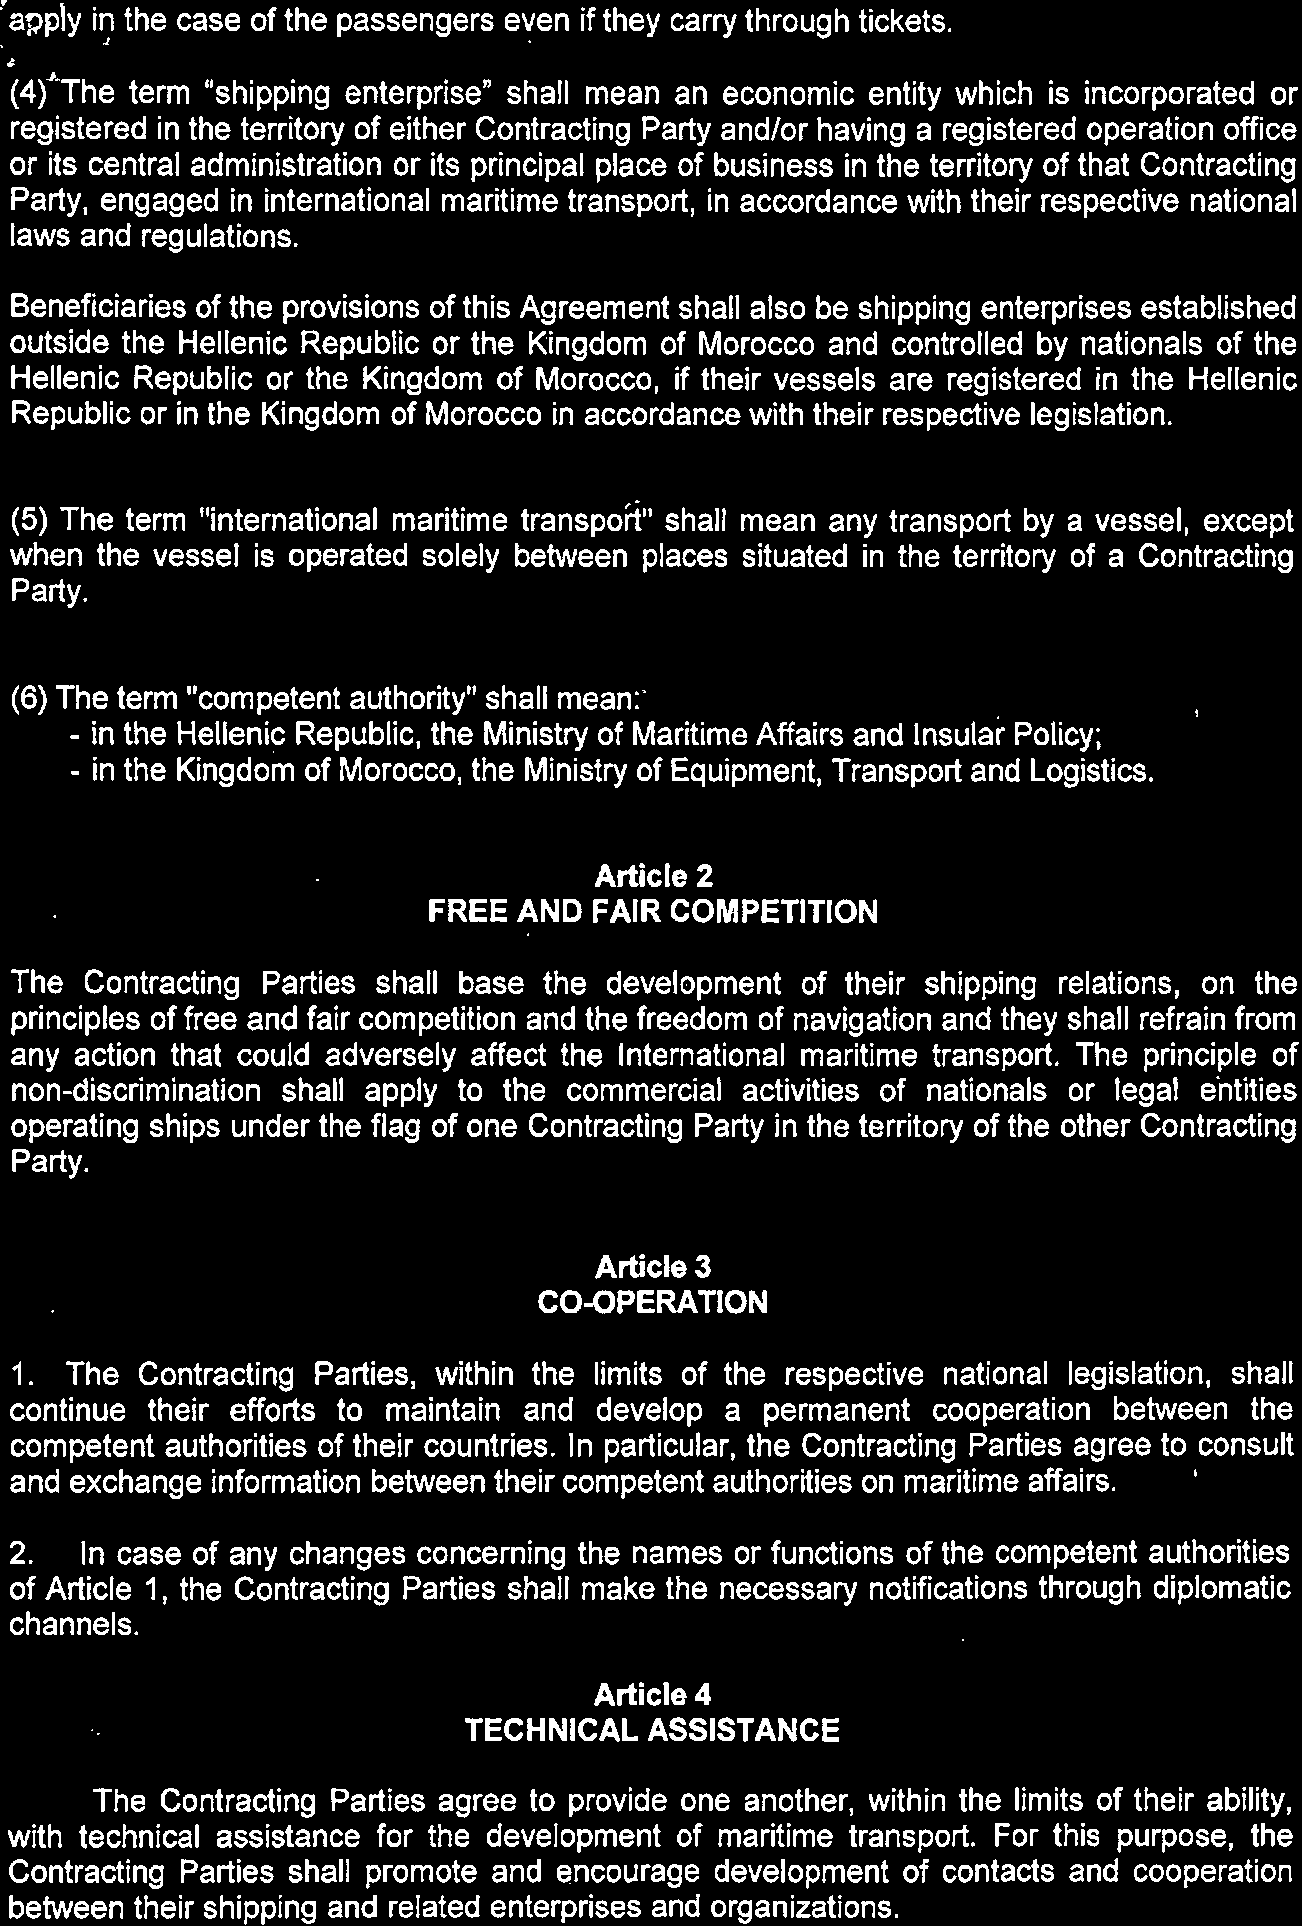 apply in the case of the passengers even if they carry through tickets.
(4) The term "shipping enterprise" shall mean an economic entity which is incorporated or
registered in the territory of either Contracting Party and/or having a registered operation office
or its central administration or its principal place of business in the territory of that Contracting
Party, engaged in international maritime transport, in accordance with their respective national
laws and regulations.
Beneficiaries of the provisions of this Agreement shall also be shipping enterprises established
outside the Hellenic Republic or the Kingdom of Morocco and controlled by nationals of the
Hellenic Republic or the Kingdom of Morocco, if their vessels are registered in the Hellenic
Republic or in the Kingdom of Morocco in accordance with their respective legislation.
(5) The term "international maritime transport" shall mean any transport by a vessel, except
when the vessel is operated solely between places situated in the territory of a Contracting
Party.
(6) The term "competent authority" shall mean:
- in the Hellenic Republic, the Ministry of Maritime Affairs and Insular Policy;
- in the Kingdom of Morocco, the Ministry of Equipment, Transport and Logistics.
Article 2
FREE AND FAIR COMPETITION
The Contracting Parties shall base the development of their shipping relations, on the
principles of free and fair competition and the freedom of navigation and they shall refrain from
any action that could adversely affect the International maritime transport. The principle of
non-discrimination shall apply to the commercial activities of nationals or legal entities
operating ships under the flag of one Contracting Party in the territory of the other Contracting
Party.
Article 3
CO-OPERATION
1. The Contracting Parties, within the limits of the respective national legislation, shall
continue their efforts to maintain and develop a permanent cooperation between the
competent authorities of their countries. In particular, the Contracting Parties agree to consult
and exchange information between their competent authorities on maritime affairs.
2. In case of any changes concerning the names or functions of the competent authorities
of Article 1, the Contracting Parties shall make the necessary notifications through diplomatic
channels.
Article 4
TECHNICAL ASSISTANCE
The Contracting Parties agree to provide one another, within the limits of their ability,
with technical assistance for the development of maritime transport. For this purpose, the
Contracting Parties shall promote and encourage development of contacts and cooperation
between their shipping and related enterprises and organizations.